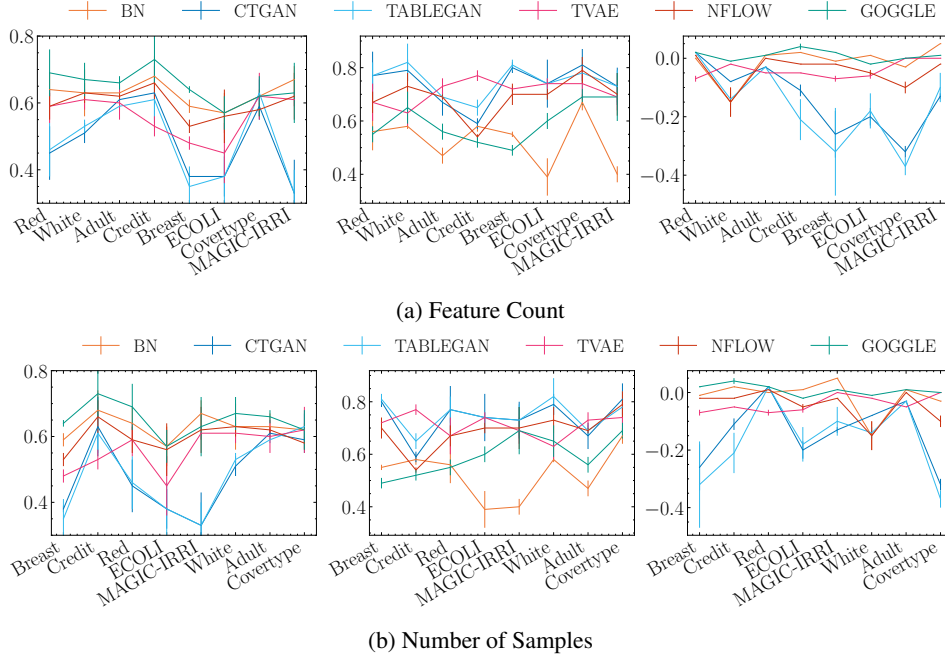 BN CTGAN TABLEGAN TVAE NFLOW GOGGLE
0.8
0.6
0.4
Red White Adult Credit Breast ECOLI Covertype MAGIC-IRRI
0.8
0.6
0.4
Red White Adult Credit Breast ECOLI Covertype MAGIC-IRRI
0.0
−0.2
−0.4
Red White Adult Credit Breast ECOLI Covertype MAGIC-IRRI
(a) Feature Count
BN CTGAN TABLEGAN TVAE NFLOW GOGGLE
0.8
0.6
0.4
Breast Credit Red ECOLI MAGIC-IRRI White Adult Covertype
0.8
0.6
0.4
Breast Credit Red ECOLI MAGIC-IRRI White Adult Covertype
0.0
−0.2
−0.4
Breast Credit Red ECOLI MAGIC-IRRI White Adult Covertype
(b) Number of Samples